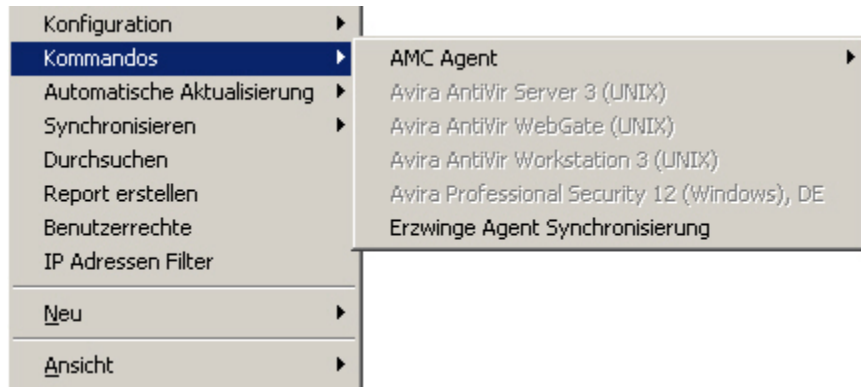 Konfiguration
Kommandos
Automatische Aktualisierung
Synchronisieren
Durchsuchen
Report erstellen
Benutzerrechte
IP Adressen Filter
Neu
Ansicht
AMC Agent
Avira AntiVir Server 3 (UNIX)
Avira AntiVir WebGate (UNIX)
Avira AntiVir Workstation 3 (UNIX)
Avira Professional Security 12 (Windows), DE
Erzwinge Agent Synchronisierung